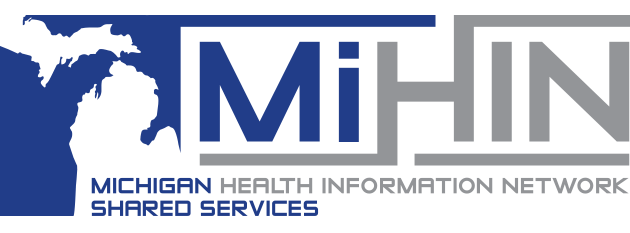 MiHIN
MICHIGAN HEALTH INFORMATION NETWORK
SHARED SERVICES